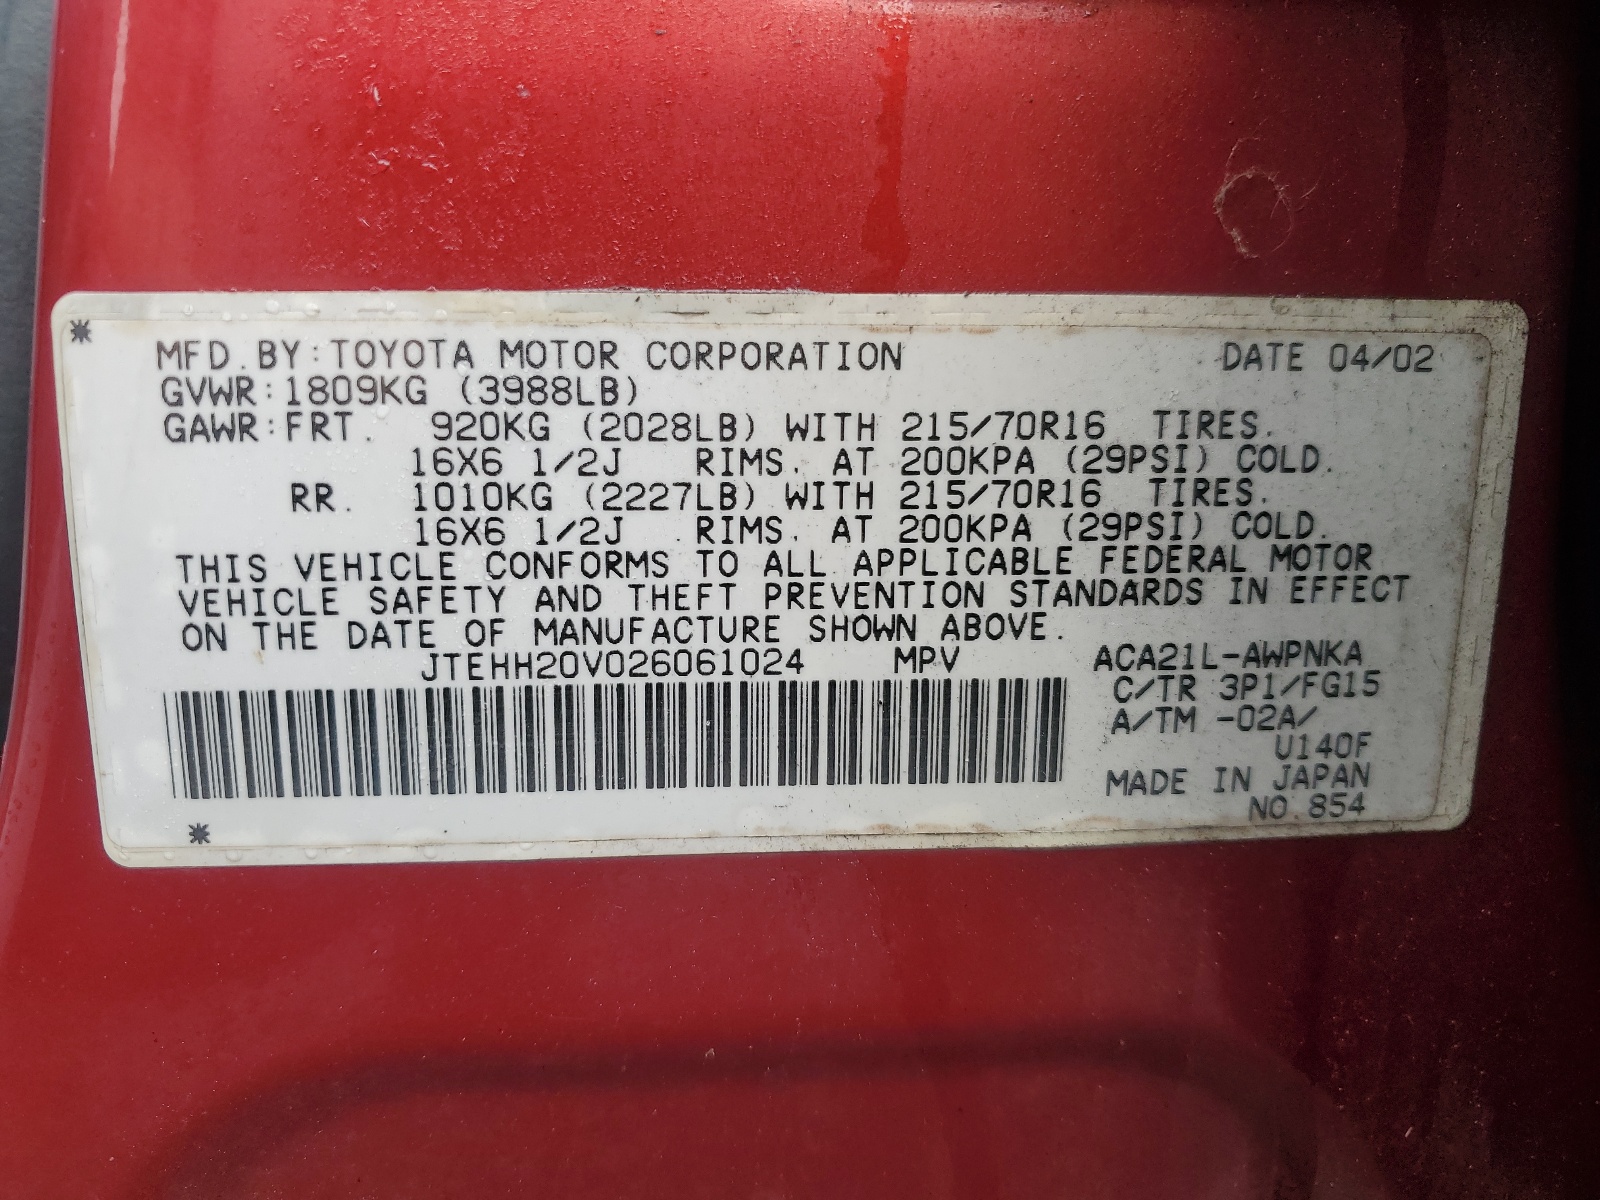 MFD. BY: TOYOTA MOTOR CORPORATION DATE 04/02
GVWR: 1809KG (3988LB)
GAWR: FRT. 920KG (2028LB) WITH 215/70R16 TIRES.
16X6 1/2J RIMS. AT 200KPA (29PSI) COLD.
RR. 1010KG (2227LB) WITH 215/70R16 TIRES.
16X6 1/2J RIMS. AT 200KPA (29PSI) COLD.
THIS VEHICLE CONFORMS TO ALL APPLICABLE FEDERAL MOTOR
VEHICLE SAFETY AND THEFT PREVENTION STANDARDS IN EFFECT
ON THE DATE OF MANUFACTURE SHOWN ABOVE.
JTEHH20V026061024 MPV ACA21L-AWPNKA
C/TR 3P1/FG15
A/TM -02A/
U140F
MADE IN JAPAN
NO. 854